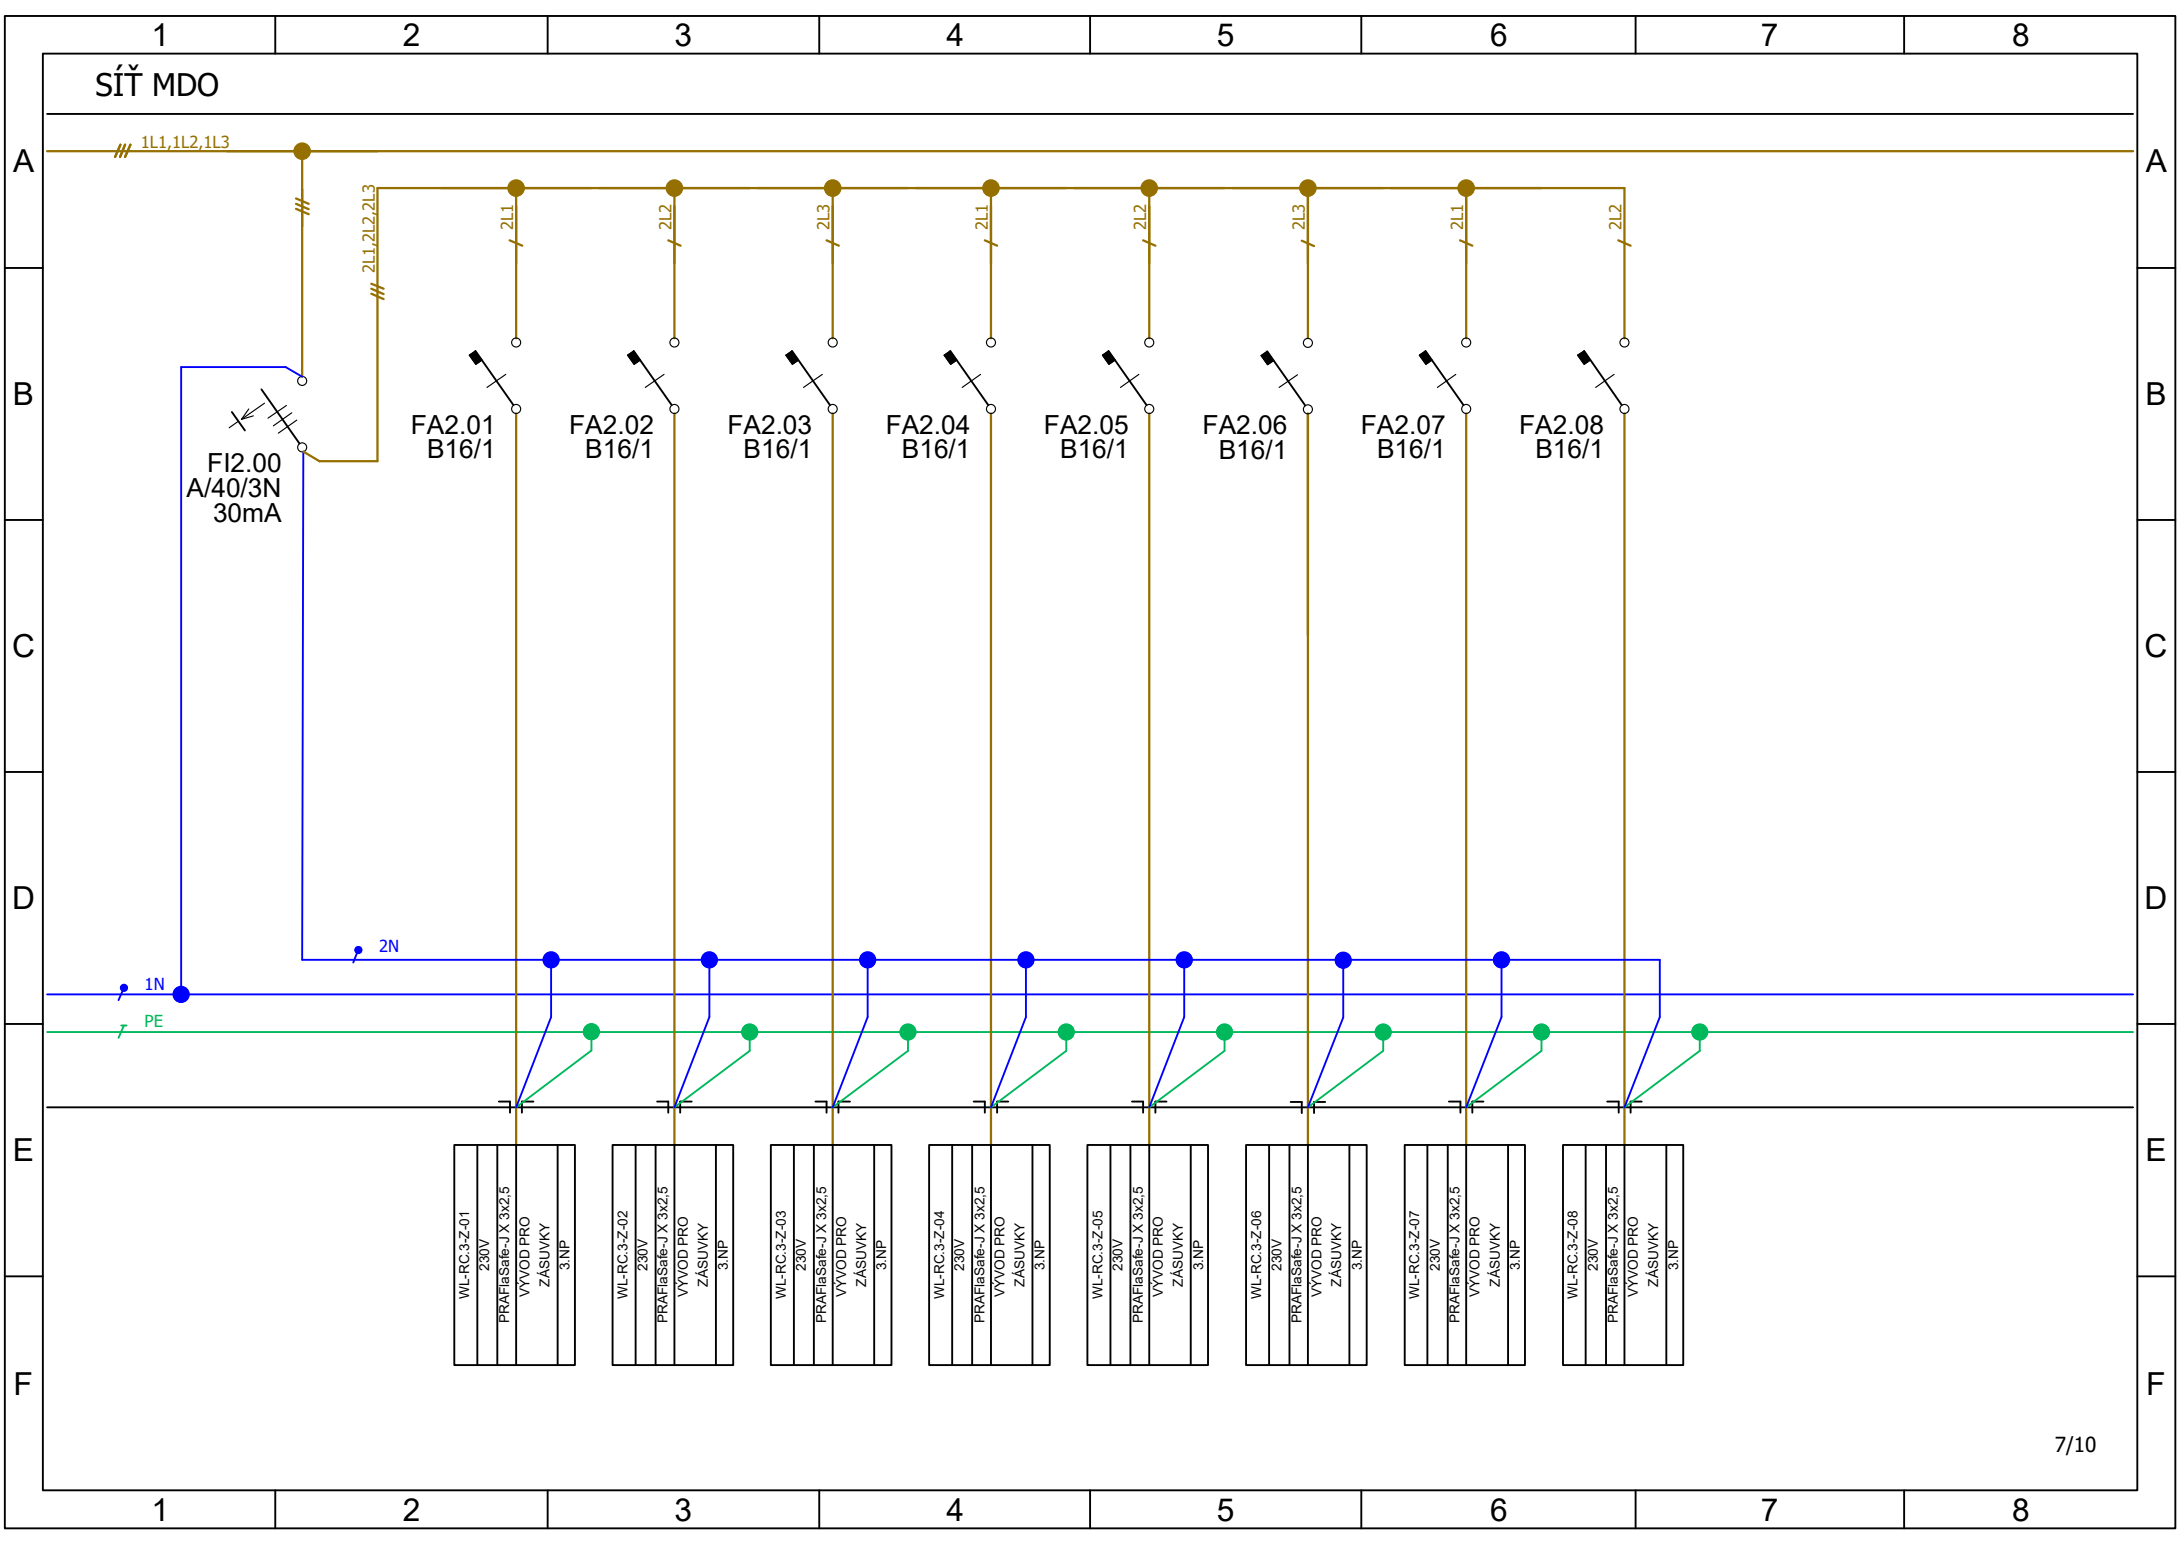 1 2 3 4 5 6 7 8
SÍŤ MDO
A A
1L1,1L2,1L3
2L1,2L2,2L3
2L1 2L2 2L3 2L1 2L2 2L3 2L1 2L2
B B
FA2.01 FA2.02 FA2.03 FA2.04 FA2.05 FA2.06 FA2.07 FA2.08
B16/1 B16/1 B16/1 B16/1 B16/1 B16/1 B16/1 B16/1
FI2.00
A/40/3N
30mA
C C
D D
2N
1N
PE
E E
WL-RC.3-Z-01
230V
PRAFlaSafe-J X 3x2,5
VÝVOD PRO
ZÁSUVKY
3.NP
WL-RC.3-Z-02
230V
PRAFlaSafe-J X 3x2,5
VÝVOD PRO
ZÁSUVKY
3.NP
WL-RC.3-Z-03
230V
PRAFlaSafe-J X 3x2,5
VÝVOD PRO
ZÁSUVKY
3.NP
WL-RC.3-Z-04
230V
PRAFlaSafe-J X 3x2,5
VÝVOD PRO
ZÁSUVKY
3.NP
WL-RC.3-Z-05
230V
PRAFlaSafe-J X 3x2,5
VÝVOD PRO
ZÁSUVKY
3.NP
WL-RC.3-Z-06
230V
PRAFlaSafe-J X 3x2,5
VÝVOD PRO
ZÁSUVKY
3.NP
WL-RC.3-Z-07
230V
PRAFlaSafe-J X 3x2,5
VÝVOD PRO
ZÁSUVKY
3.NP
WL-RC.3-Z-08
230V
PRAFlaSafe-J X 3x2,5
VÝVOD PRO
ZÁSUVKY
3.NP
F F
7/10
1 2 3 4 5 6 7 8